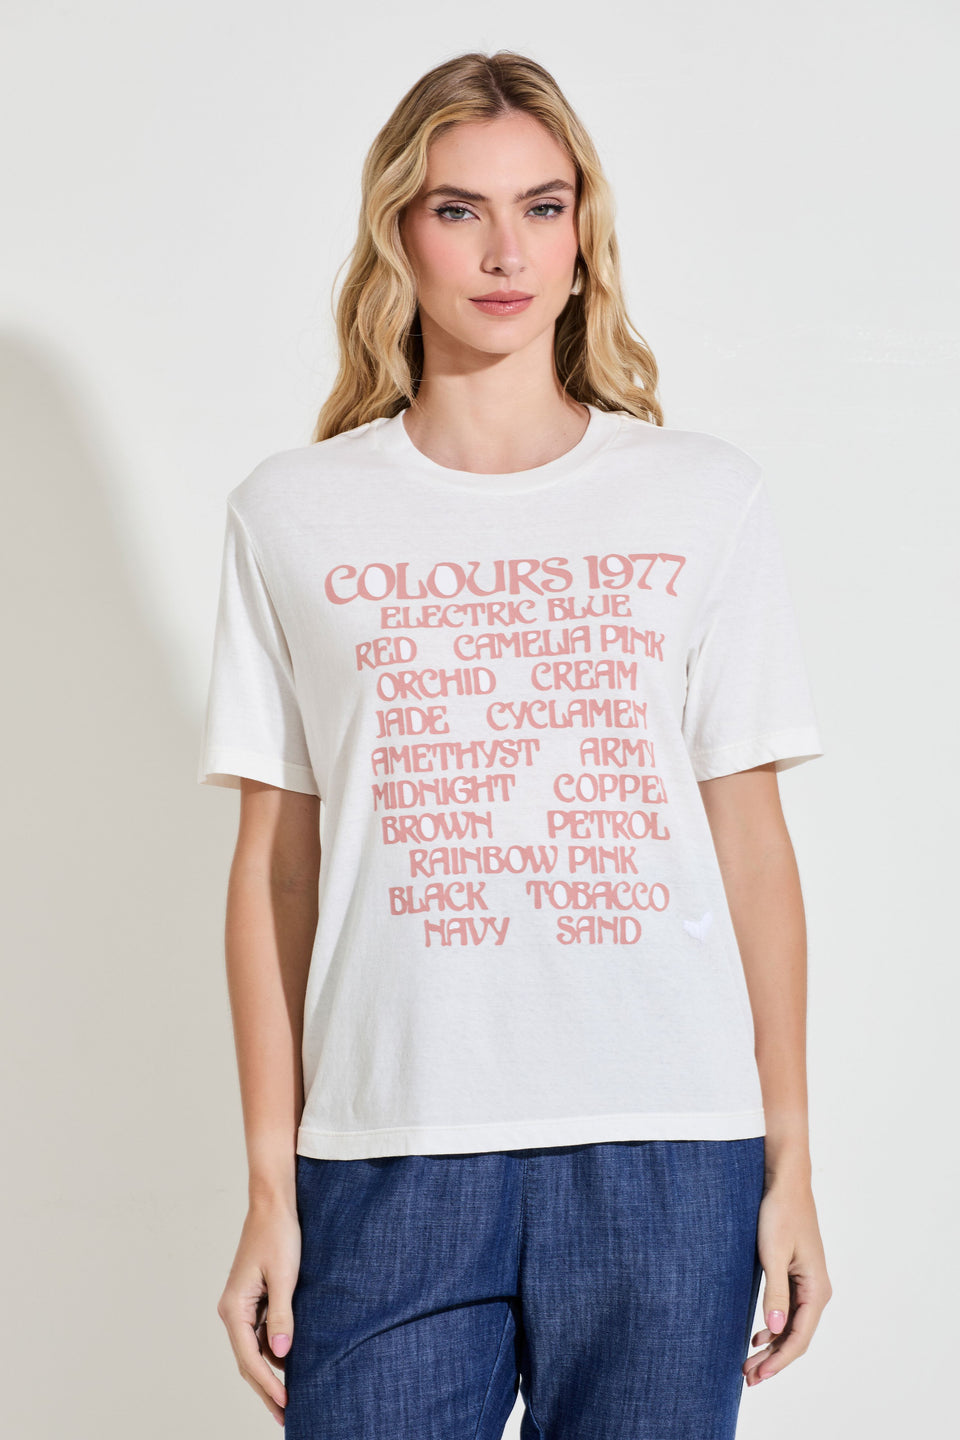 COLOURS 1977
ELECTRIC BLUE
RED CAMELIA PINK
ORCHID CREAM
JADE CYCLAMEN
AMETHYST ARMY
MIDNIGHT COPPER
BROWN PETROL
RAINBOW PINK
BLACK TOBACCO
NAVY SAND